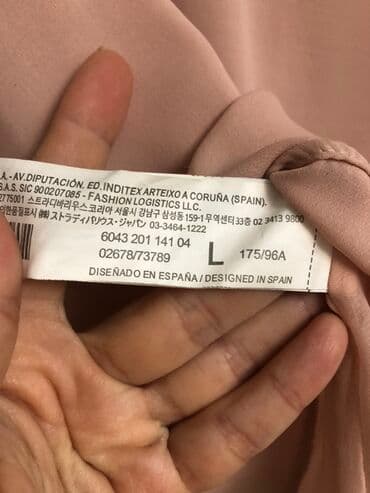 A.- AV.DIPUTACIÓN. ED. INDITEX ARTEIXO A CORUÑA (SPAIN).
S.A.S. SIC 900207085 - FASHION LOGISTICS LLC.
2775001 스트라디바리우스코리아 서울시 강남구 삼성동 159-1 무역센터 33층 02 3413 9800
㈱ストラディバリウス・ジャパン 03-3464-1222
6043 201 141 04
02678/73789
L
175/96A
DISEÑADO EN ESPAÑA / DESIGNED IN SPAIN